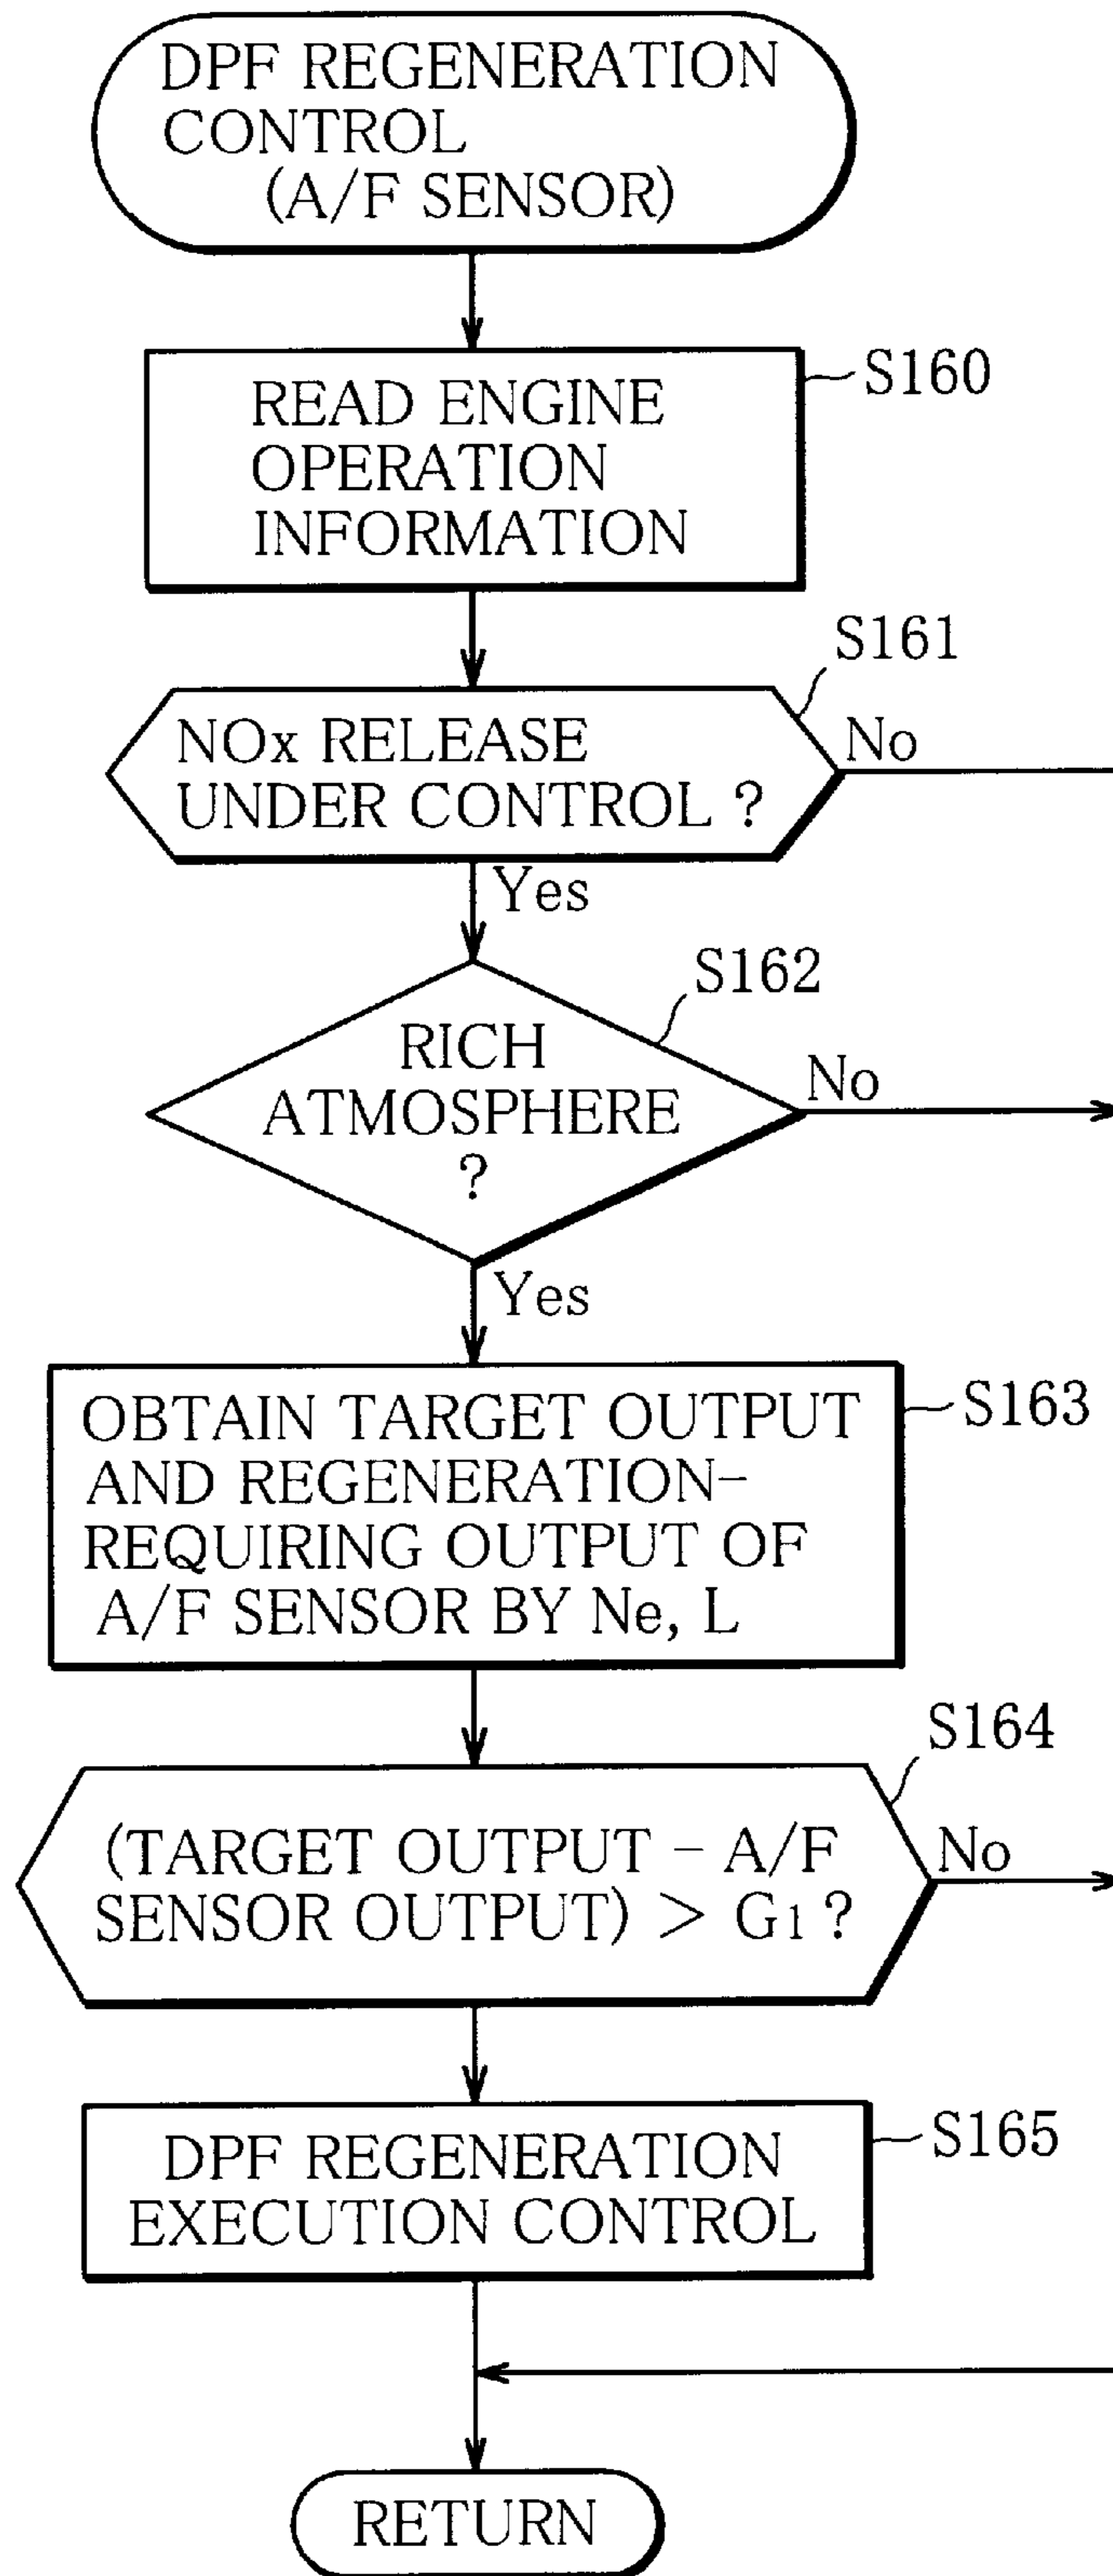 DPF REGENERATION
CONTROL
(A/F SENSOR)
READ ENGINE
OPERATION
INFORMATION
S160
NOx RELEASE
UNDER CONTROL ?
S161
No
Yes
RICH
ATMOSPHERE
?
S162
No
Yes
OBTAIN TARGET OUTPUT
AND REGENERATION-
REQUIRING OUTPUT OF
A/F SENSOR BY Ne, L
S163
(TARGET OUTPUT - A/F
SENSOR OUTPUT) > G1 ?
S164
No
DPF REGENERATION
EXECUTION CONTROL
S165
RETURN